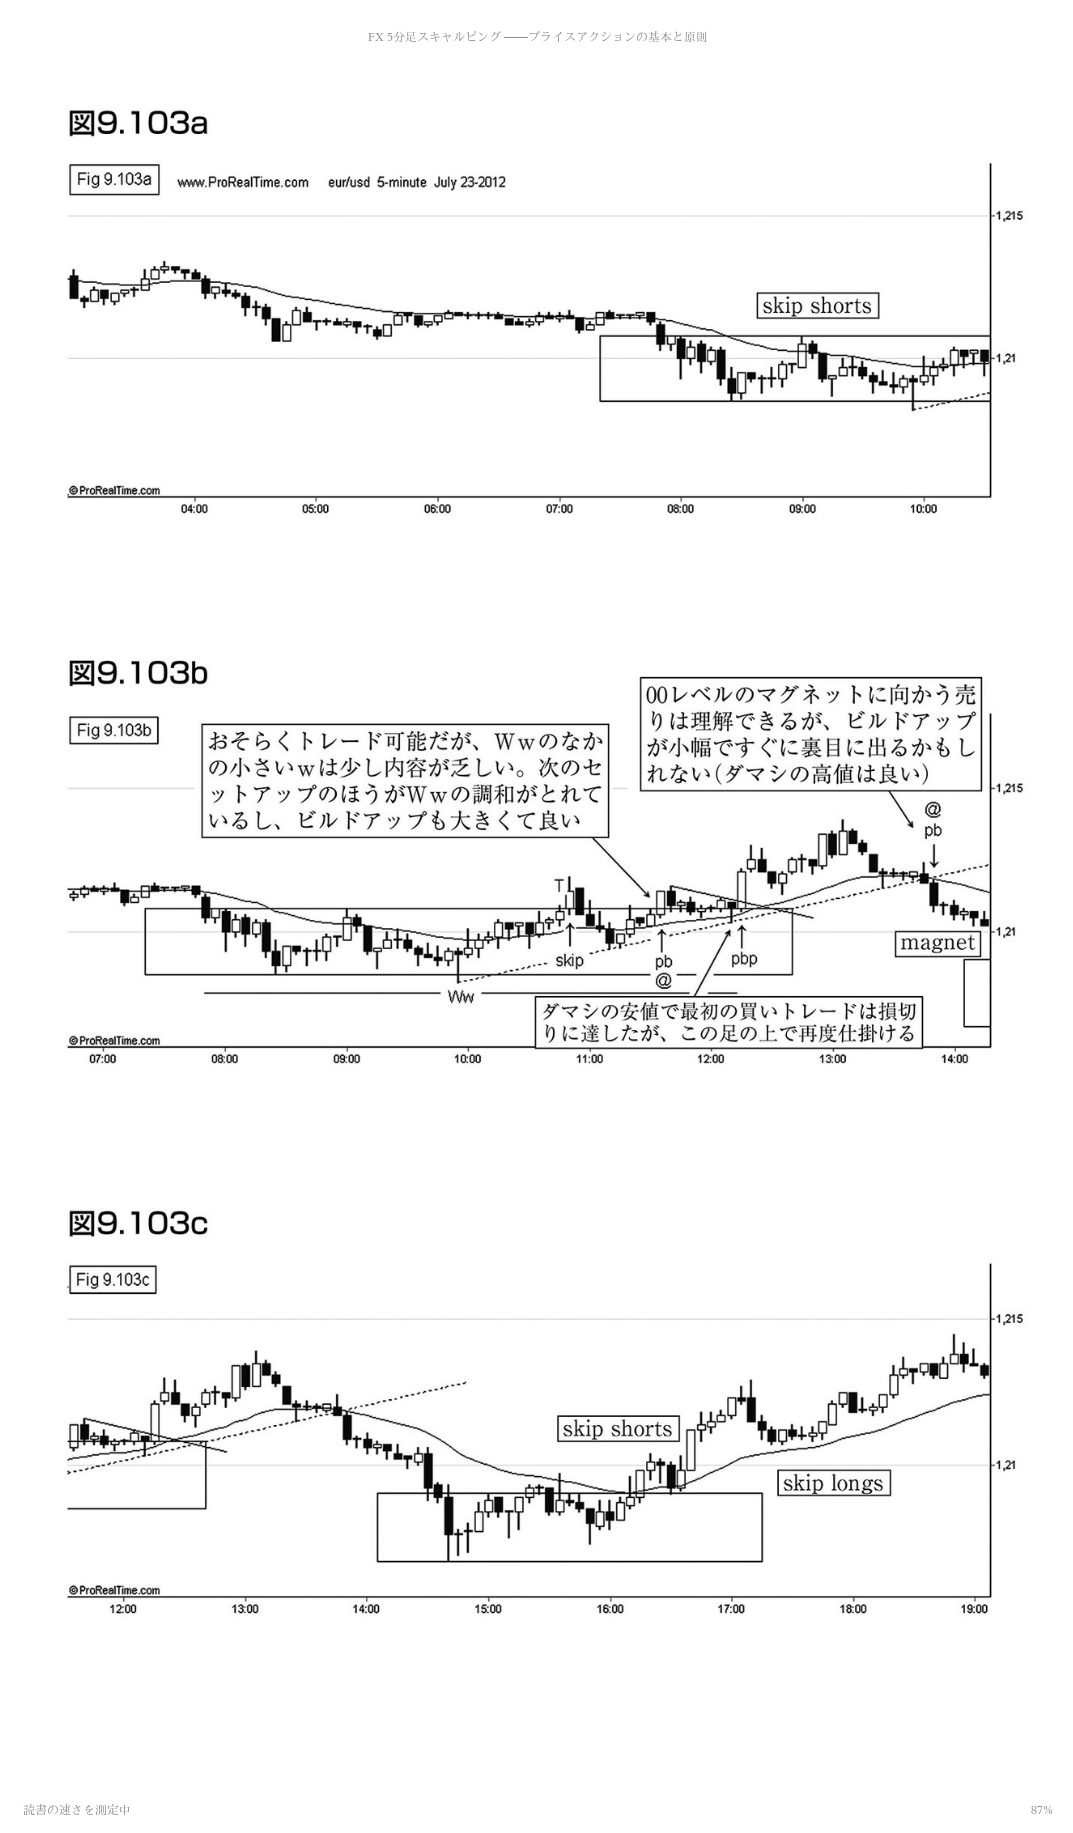 FX 5分足スキャルピング ――プライスアクションの基本と原則
図9.103a
Fig 9.103a
www.ProRealTime.com eur/usd 5-minute July 23-2012
1,215
skip shorts
1,21
©ProRealTime.com
04:00 05:00 06:00 07:00 08:00 09:00 10:00
図9.103b
Fig 9.103b
00レベルのマグネットに向かう売
りは理解できるが、ビルドアップ
が小幅ですぐに裏目に出るかもし
れない（ダマシの高値は良い）
おそらくトレード可能だが、Ｗｗのなか
の小さいｗは少し内容が乏しい。次のセ
ットアップのほうがＷｗの調和がとれて
いるし、ビルドアップも大きくて良い
1,215
@
pb
T
1,21
magnet
skip
pb
@
pbp
Ww
ダマシの安値で最初の買いトレードは損切
りに達したが、この足の上で再度仕掛ける
©ProRealTime.com
07:00 08:00 09:00 10:00 11:00 12:00 13:00 14:00
図9.103c
Fig 9.103c
1,215
skip shorts
1,21
skip longs
©ProRealTime.com
12:00 13:00 14:00 15:00 16:00 17:00 18:00 19:00
読書の速さを測定中
87%